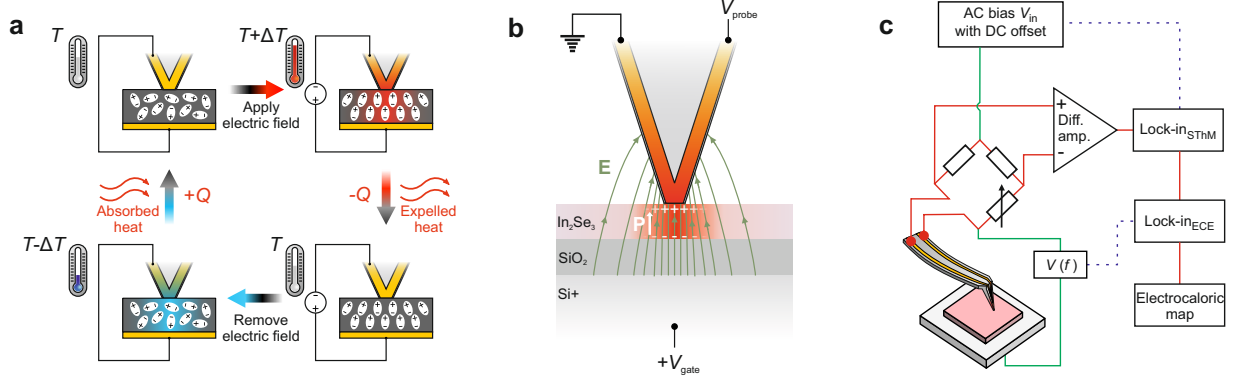 a
T
T+ΔT
Apply
electric field
Absorbed
heat
+Q
-Q
Expelled
heat
T-ΔT
T
Remove
electric field
b
V_probe
E
In₂Se₃
P
SiO₂
Si+
+V_gate
c
AC bias V_in
with DC offset
+
Diff.
amp.
-
Lock-in_SThM
Lock-in_ECE
V(f)
Electrocaloric
map